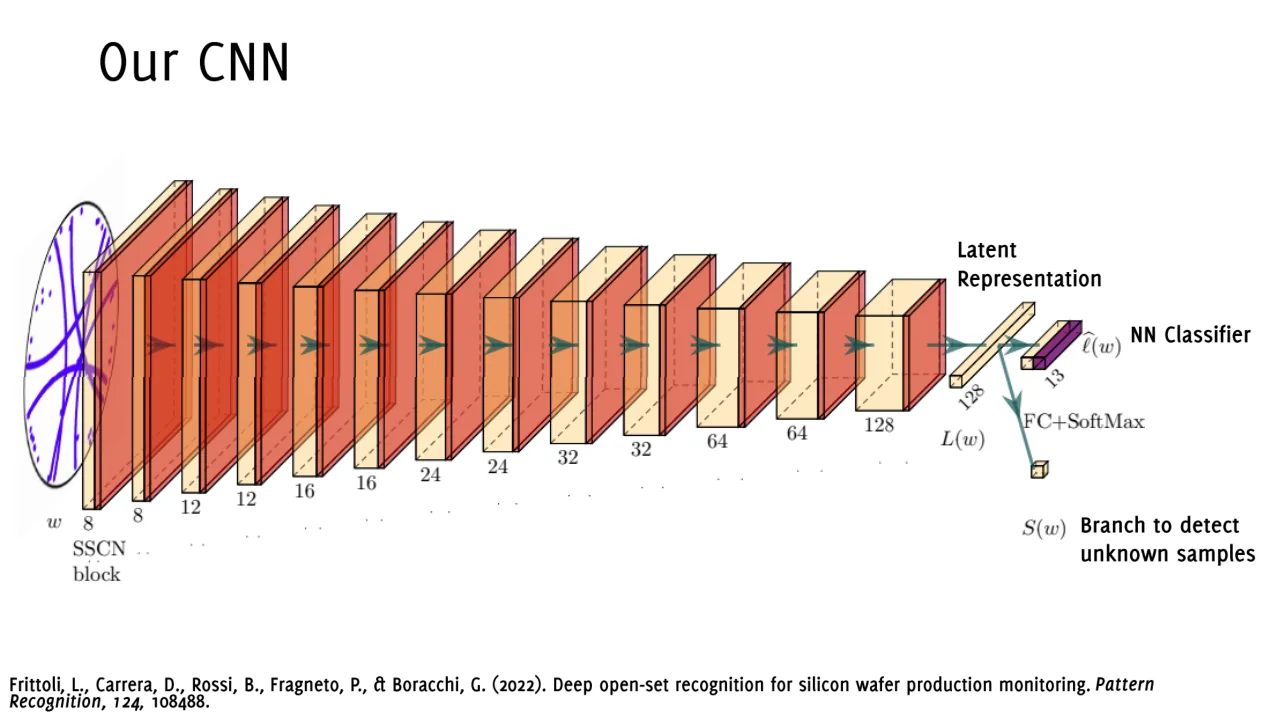 Our CNN
Latent
Representation
NN Classifier
ℓ̂(w)
13
128
FC+SoftMax
L(w)
128
64
64
32
32
24
24
16
16
12
12
8
8
w
SSCN
block
S(w)
Branch to detect
unknown samples
Frittoli, L., Carrera, D., Rossi, B., Fragneto, P., & Boracchi, G. (2022). Deep open-set recognition for silicon wafer production monitoring. Pattern
Recognition, 124, 108488.